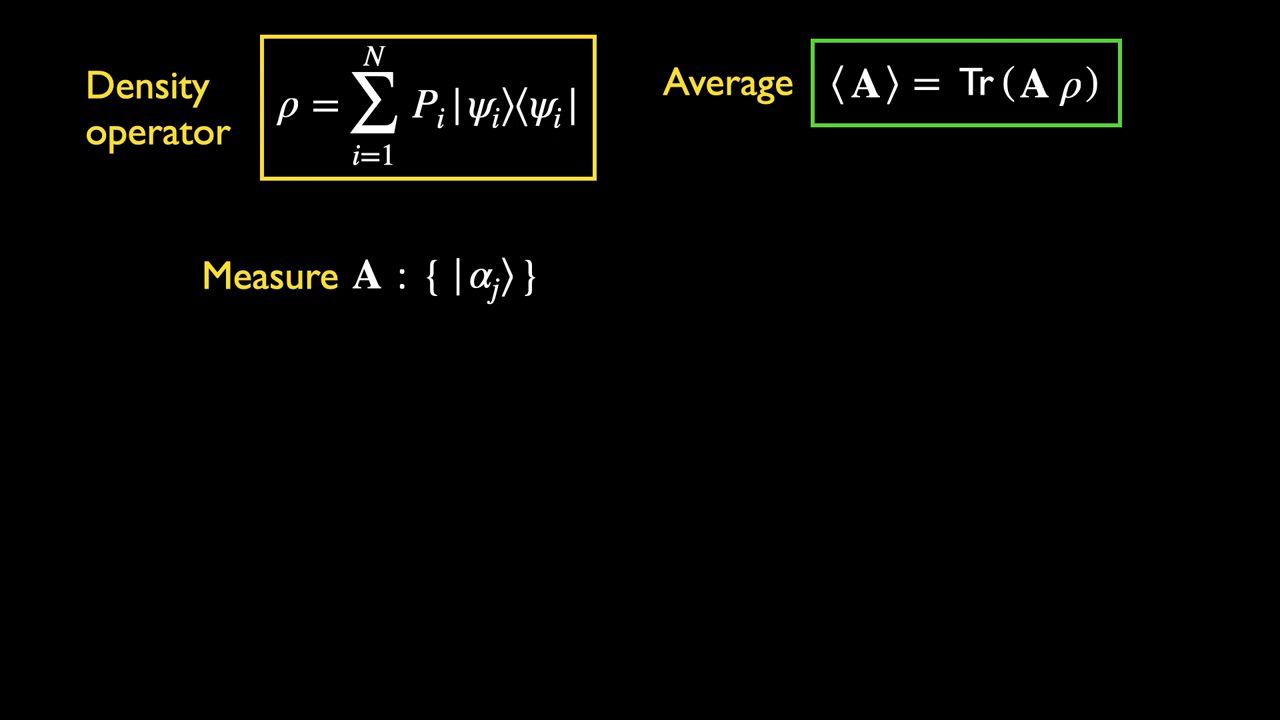 Density
operator
ρ = ∑_{i=1}^{N} P_i |ψ_i⟩⟨ψ_i|
Average ⟨A⟩ = Tr (A ρ)
Measure A : { |α_j⟩ }